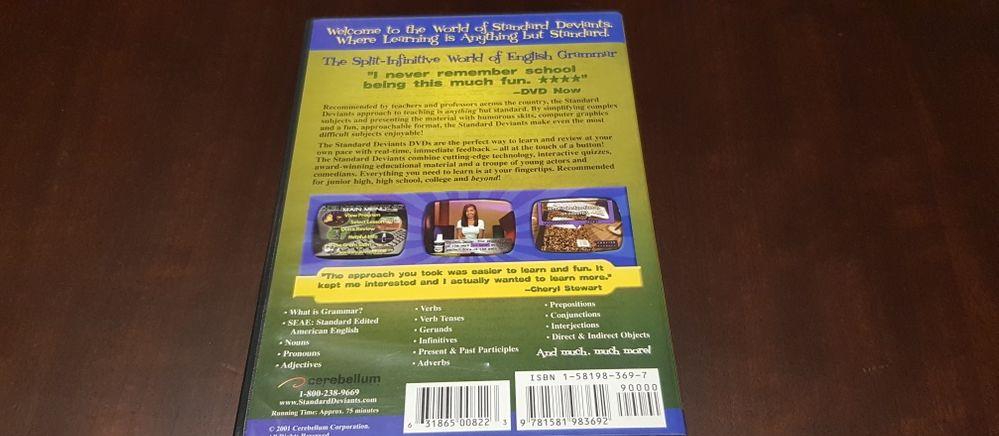 Welcome to the World of Standard Deviants.
Where Learning is Anything but Standard.
The Split-Infinitive World of English Grammar
"I never remember school
being this much fun. ★★★★"
–DVD Now
Recommended by teachers and professors across the country, the Standard
Deviants approach to teaching is anything but standard. By simplifying complex
subjects and presenting the material with humorous skits, computer graphics
and a fun, approachable format, the Standard Deviants make even the most
difficult subjects enjoyable!
The Standard Deviants DVDs are the perfect way to learn and review at your
own pace with real-time, immediate feedback – all at the touch of a button!
The Standard Deviants combine cutting-edge technology, interactive quizzes,
award-winning educational material and a troupe of young actors and
comedians. Everything you need to learn is at your fingertips. Recommended
for junior high, high school, college and beyond!
MAIN MENU
View Program
Select Lesson
Quick Review
Helpful Info
"The approach you took was easier to learn and fun. It
kept me interested and I actually wanted to learn more."
–Cheryl Stewart
• What is Grammar?
• SEAE: Standard Edited
American English
• Nouns
• Pronouns
• Adjectives
• Verbs
• Verb Tenses
• Gerunds
• Infinitives
• Present & Past Participles
• Adverbs
• Prepositions
• Conjunctions
• Interjections
• Direct & Indirect Objects
And much, much more!
cerebellum
1-800-238-9669
www.StandardDeviants.com
Running Time: Approx. 75 minutes
© 2001 Cerebellum Corporation.
All Rights Reserved
6 31865 00822 3
ISBN 1-58198-369-7
90000
9 781581 983692